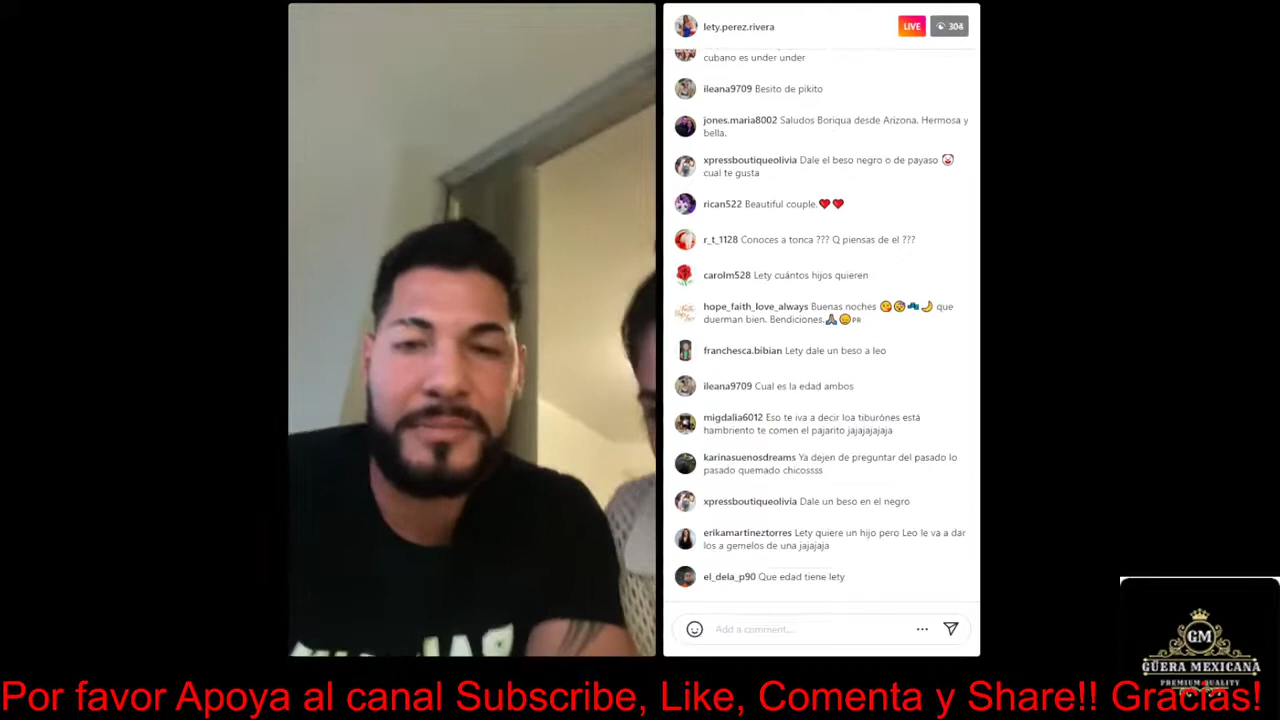 lety.perez.rivera
LIVE
304
cubano es under under
ileana9709 Besito de pikito
jones.maria8002 Saludos Boriqua desde Arizona. Hermosa y
bella.
xpressboutiqueolivia Dale el beso negro o de payaso 🤡
cual te gusta
rican522 Beautiful couple.❤️❤️
r_t_1128 Conoces a tonca ??? Q piensas de el ???
carolm528 Lety cuántos hijos quieren
hope_faith_love_always Buenas noches que
duerman bien. Bendiciones. PR
franchesca.bibian Lety dale un beso a leo
ileana9709 Cual es la edad ambos
migdalia6012 Eso te iva a decir loa tiburónes está
hambriento te comen el pajarito jajajajajaja
karinasuenosdreams Ya dejen de preguntar del pasado lo
pasado quemado chicossss
xpressboutiqueolivia Dale un beso en el negro
erikamartineztorres Lety quiere un hijo pero Leo le va a dar
los a gemelos de una jajajaja
el_dela_p90 Que edad tiene lety
Add a comment...
GM
GÜERA MEXICANA
PREMIUM QUALITY
Por favor Apoya al canal Subscribe, Like, Comenta y Share!! Gracias!